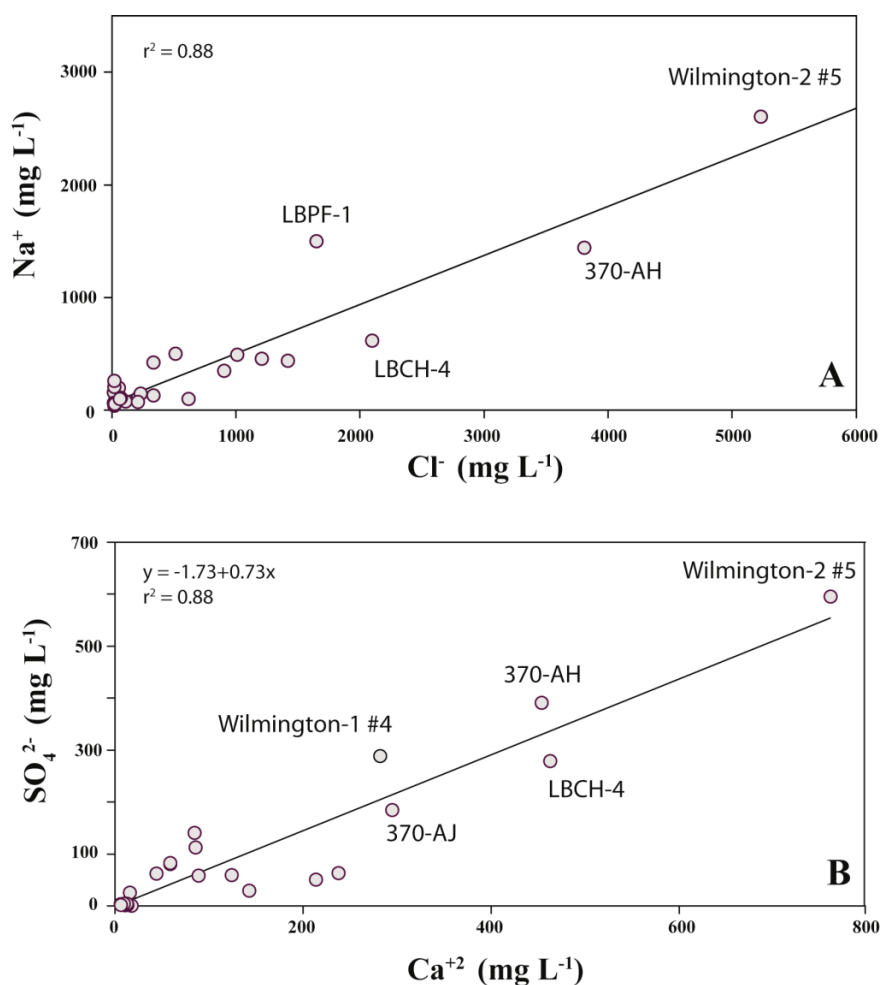 r² = 0.88
Wilmington-2 #5
LBPF-1
370-AH
LBCH-4
A
Na⁺ (mg L⁻¹)
3000
2000
1000
0
0 1000 2000 3000 4000 5000 6000
Cl⁻ (mg L⁻¹)
y = -1.73+0.73x
r² = 0.88
Wilmington-2 #5
370-AH
Wilmington-1 #4
LBCH-4
370-AJ
B
SO₄²⁻ (mg L⁻¹)
700
500
300
100
0
0 200 400 600 800
Ca⁺² (mg L⁻¹)